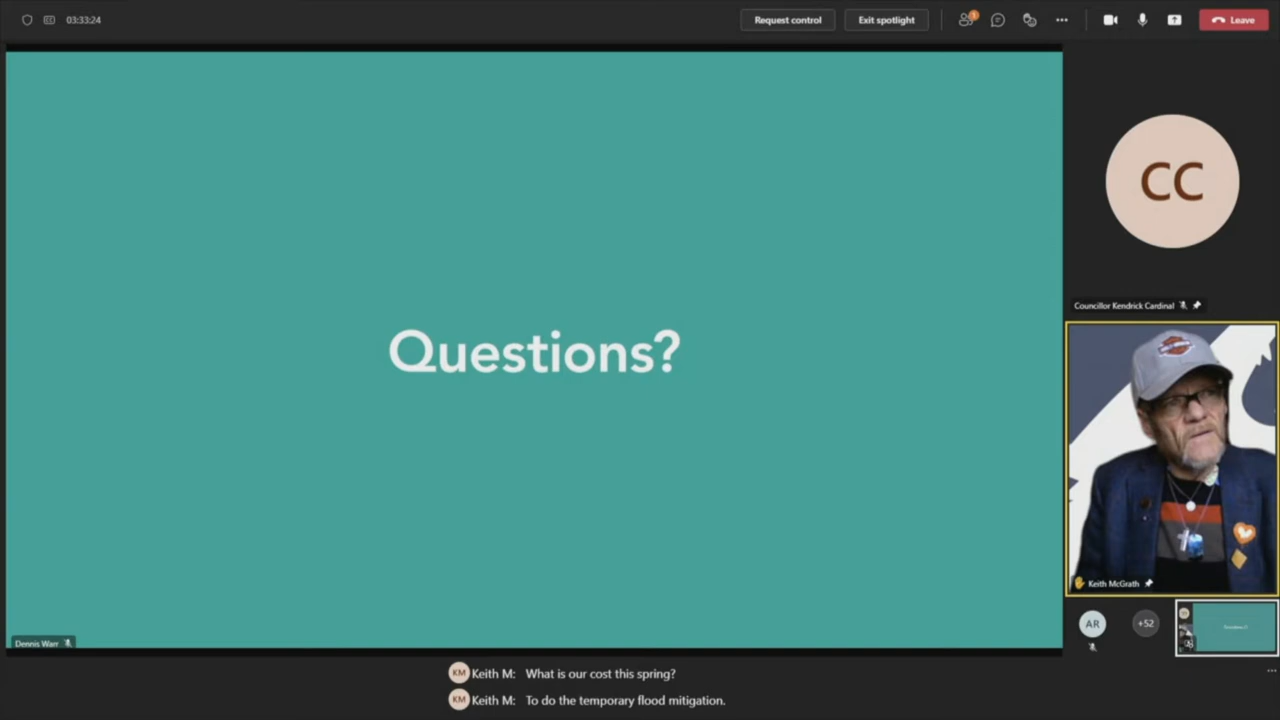 03:33:24
Request control
Exit spotlight
1
Leave
Questions?
CC
Councillor Kendrick Cardinal
Keith McGrath
AR
+52
Dennis Warr
KM Keith M: What is our cost this spring?
KM Keith M: To do the temporary flood mitigation.